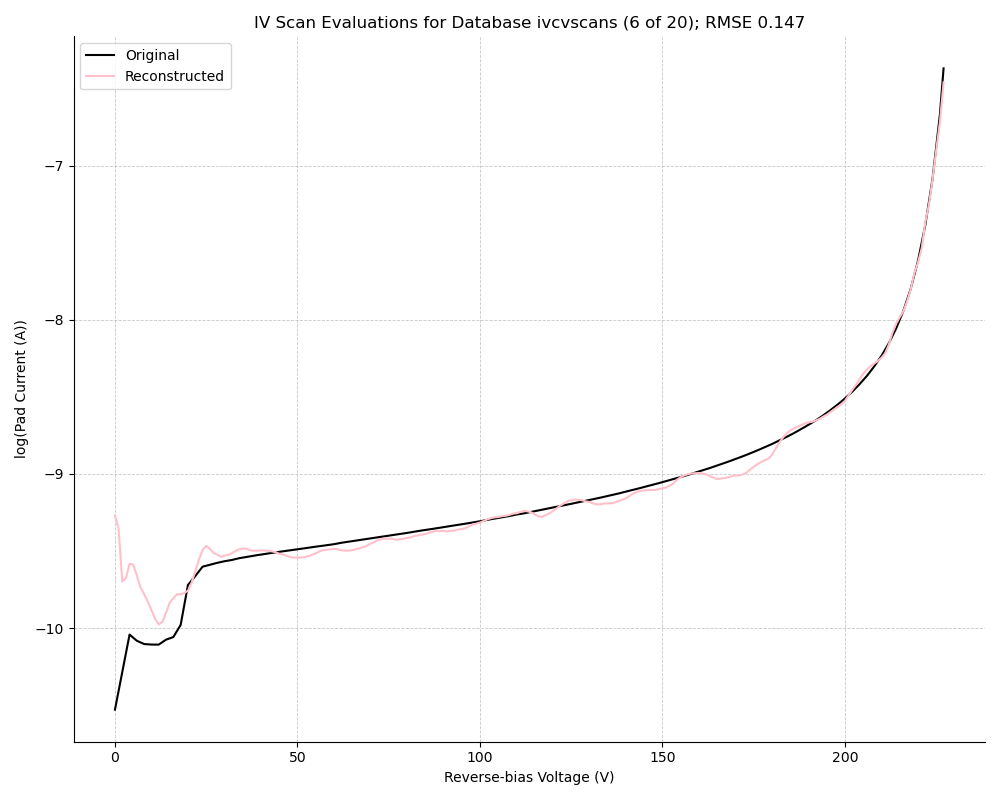 IV Scan Evaluations for Database ivcvscans (6 of 20); RMSE 0.147
Original
Reconstructed
log(Pad Current (A))
−7
−8
−9
−10
0 50 100 150 200
Reverse-bias Voltage (V)